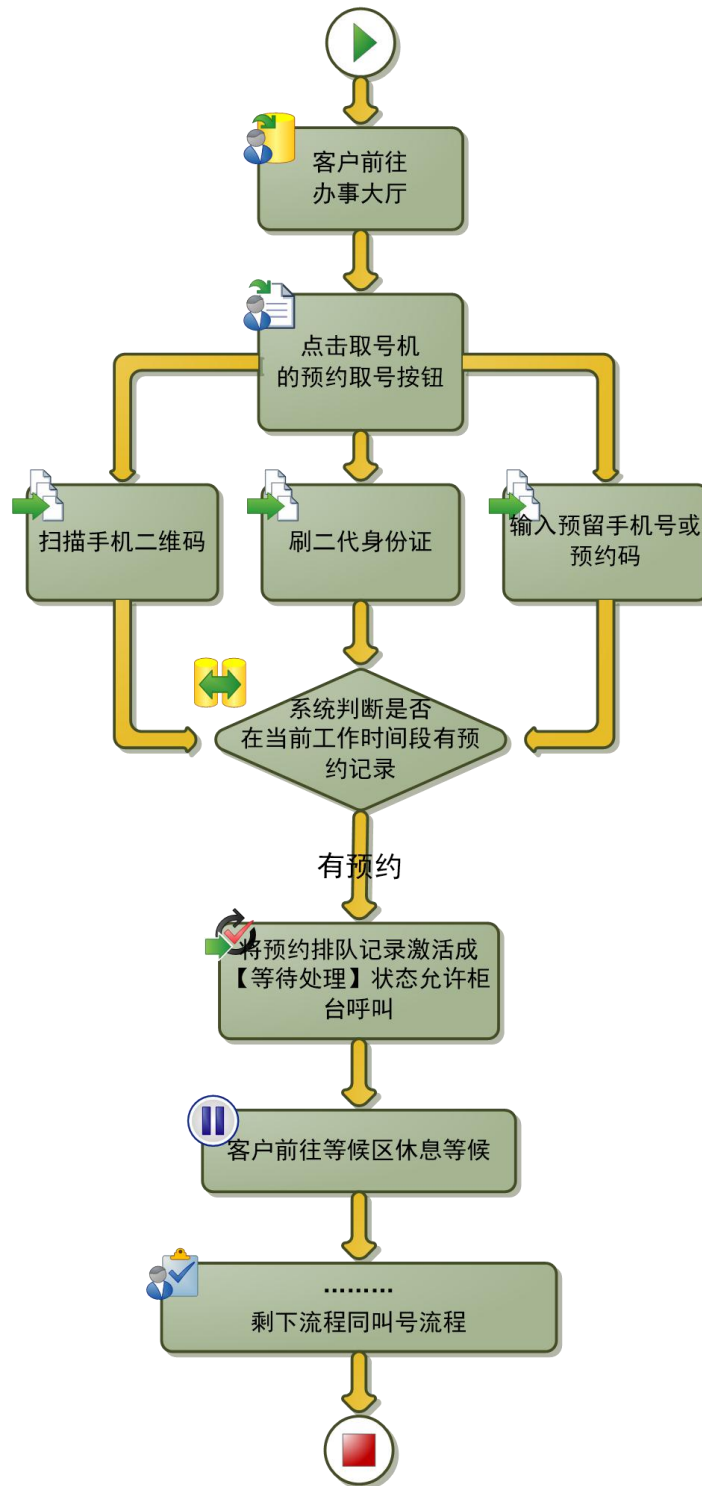 客户前往
办事大厅
点击取号机
的预约取号按钮
扫描手机二维码
刷二代身份证
输入预留手机号或
预约码
系统判断是否
在当前工作时间段有预
约记录
有预约
将预约排队记录激活成
【等待处理】状态允许柜
台呼叫
客户前往等候区休息等候
………
剩下流程同叫号流程